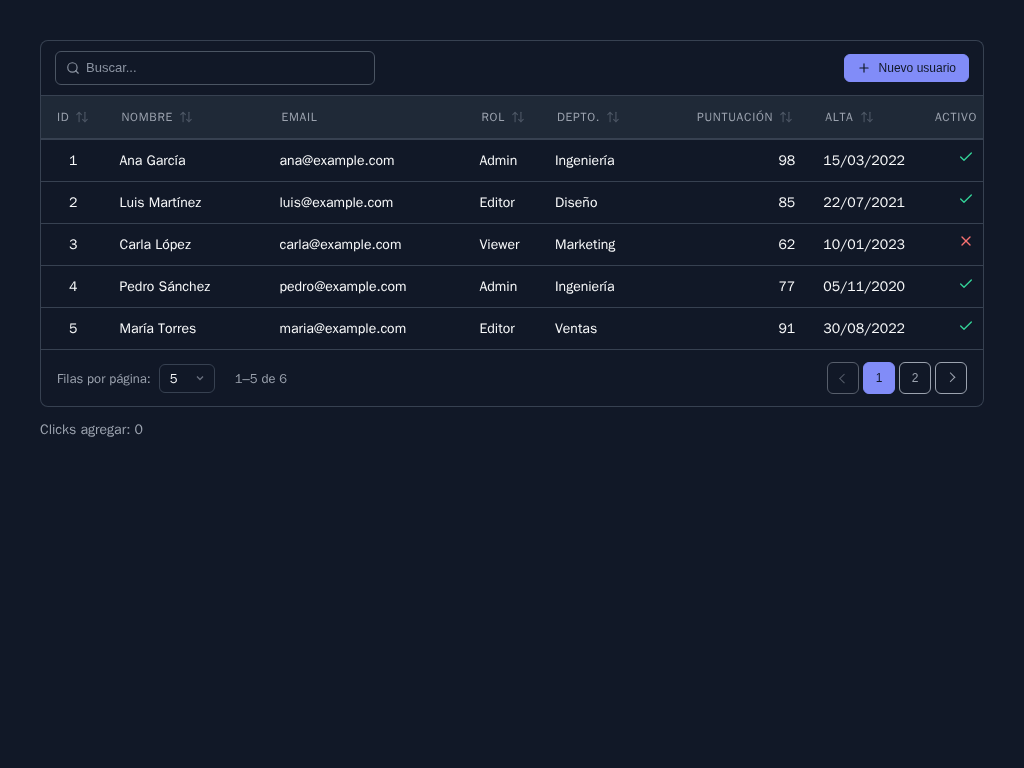 Buscar... Nuevo usuario
ID NOMBRE EMAIL ROL DEPTO. PUNTUACIÓN ALTA ACTIVO
1 Ana García ana@example.com Admin Ingeniería 98 15/03/2022
2 Luis Martínez luis@example.com Editor Diseño 85 22/07/2021
3 Carla López carla@example.com Viewer Marketing 62 10/01/2023
4 Pedro Sánchez pedro@example.com Admin Ingeniería 77 05/11/2020
5 María Torres maria@example.com Editor Ventas 91 30/08/2022
Filas por página: 5 1–5 de 6 1 2
Clicks agregar: 0